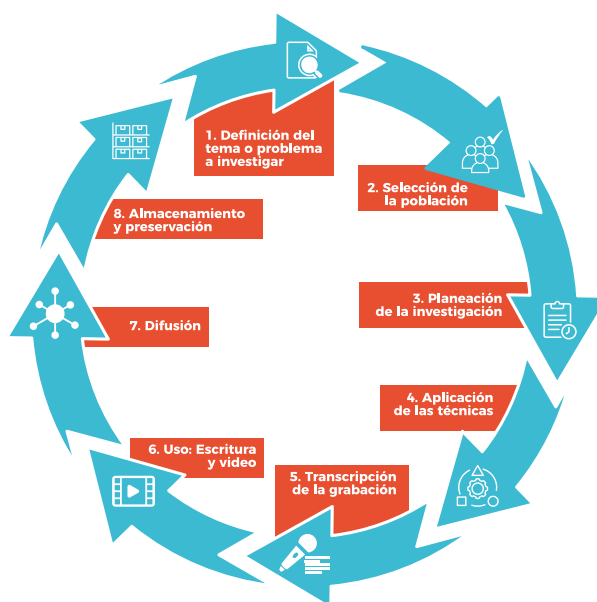 1. Definición del
tema o problema
a investigar
2. Selección de
la población
3. Planeación
de la investigación
4. Aplicación
de las técnicas
5. Transcripción
de la grabación
6. Uso: Escritura
y video
7. Difusión
8. Almacenamiento
y preservación